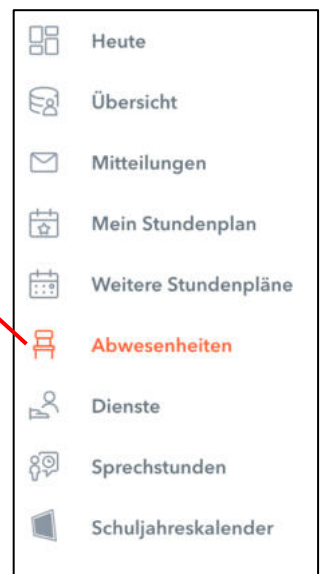 Heute
Übersicht
Mitteilungen
Mein Stundenplan
Weitere Stundenpläne
Abwesenheiten
Dienste
Sprechstunden
Schuljahreskalender